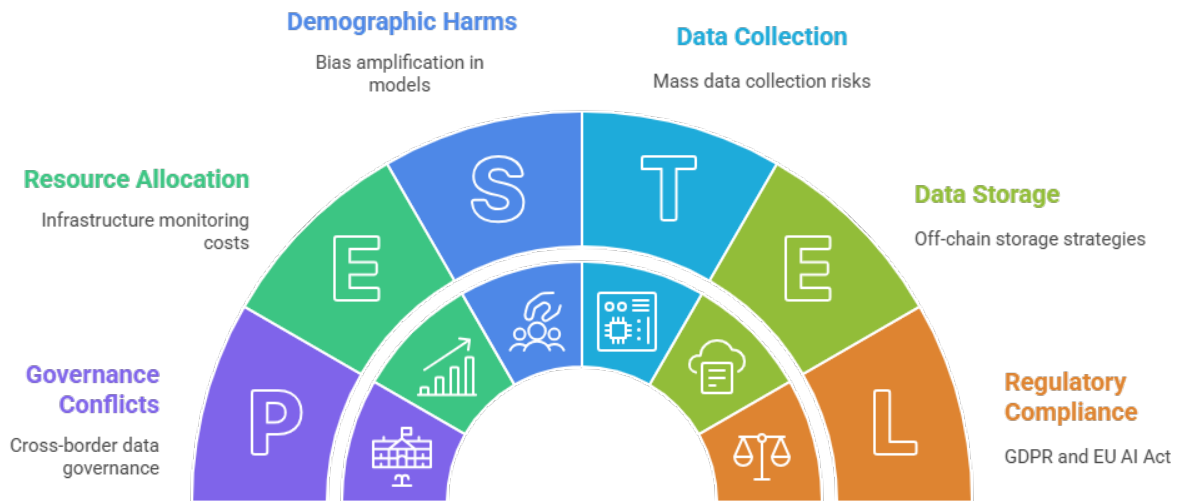 Demographic Harms
Bias amplification in
models
Data Collection
Mass data collection risks
Resource Allocation
Infrastructure monitoring
costs
Data Storage
Off-chain storage strategies
Governance
Conflicts
Cross-border data
governance
Regulatory
Compliance
GDPR and EU AI Act
P
E
S
T
E
L